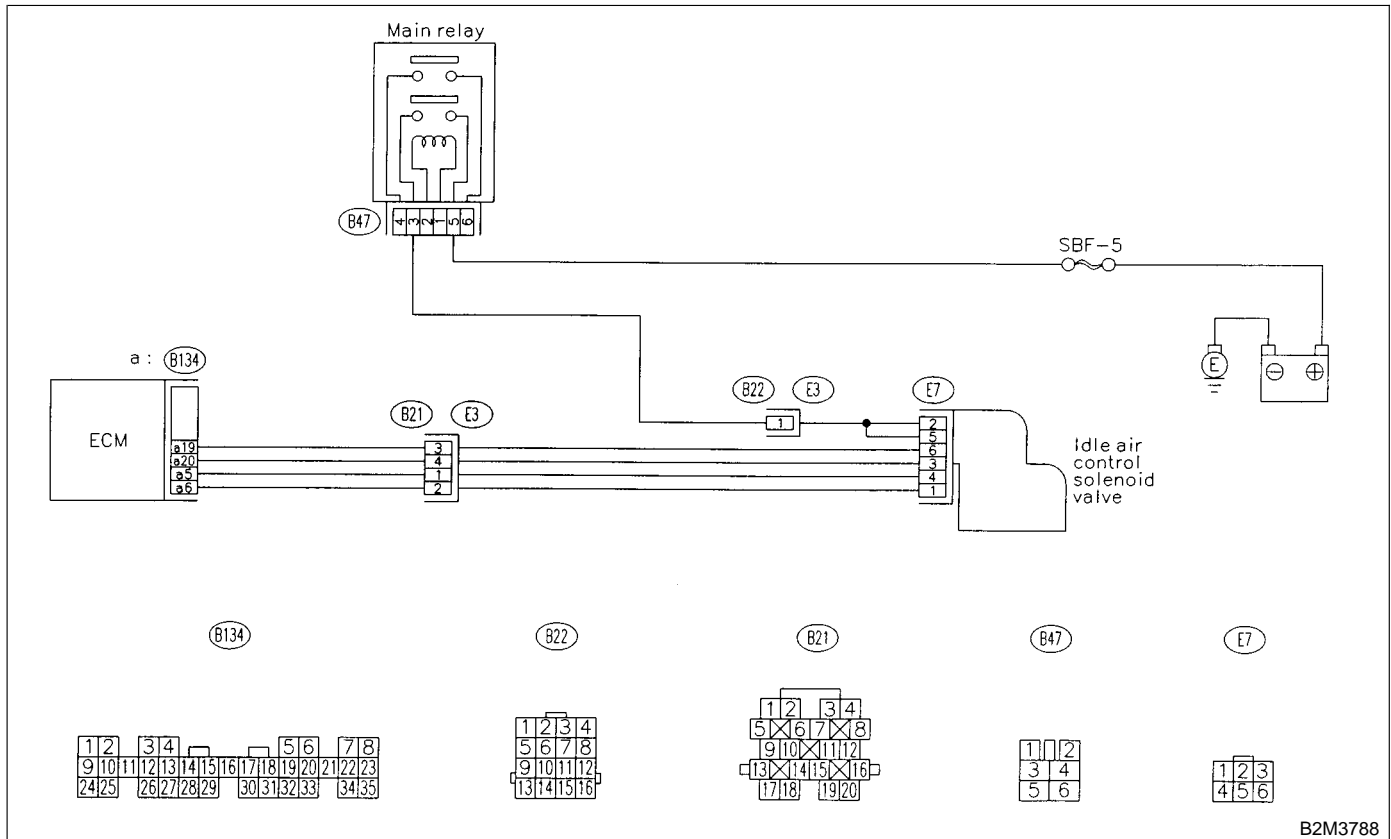 Main relay
B47
4 3 2 1 5 6
SBF-5
E
a : B134
ECM
a19
a20
a5
a6
B21 E3
3
4
1
2
B22 E3
1
E7
2
5
6
3
4
1
Idle air
control
solenoid
valve
⊖ ⊕
B134
B22
B21
B47
E7
1 2 3 4 5 6 7 8
9 10 11 12 13 14 15 16 17 18 19 20 21 22 23
24 25 26 27 28 29 30 31 32 33 34 35
1 2 3 4
5 6 7 8
9 10 11 12
13 14 15 16
1 2 3 4
5 6 7 8
9 10 11 12
13 14 15 16
17 18 19 20
1 2
3 4
5 6
1 2 3
4 5 6
B2M3788